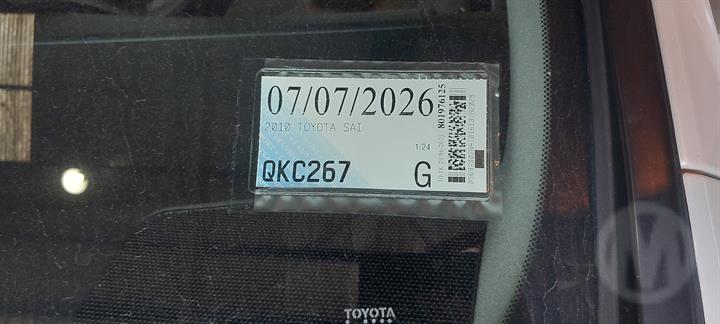 07/07/2026
2010 TOYOTA SAI
1/24
QKC267
G
801976125
TOYOTA
M